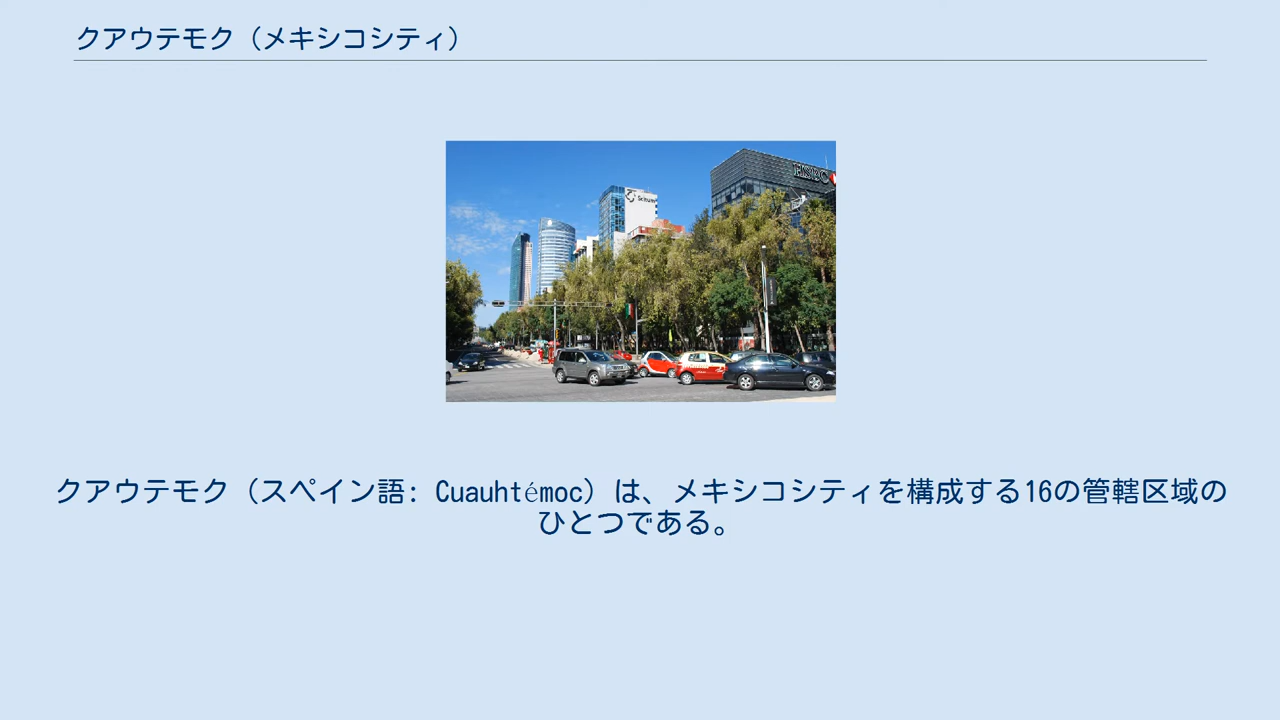 クアウテモク（メキシコシティ）
HSBC
Scitum
クアウテモク（スペイン語: Cuauhtémoc）は、メキシコシティを構成する16の管轄区域の
ひとつである。